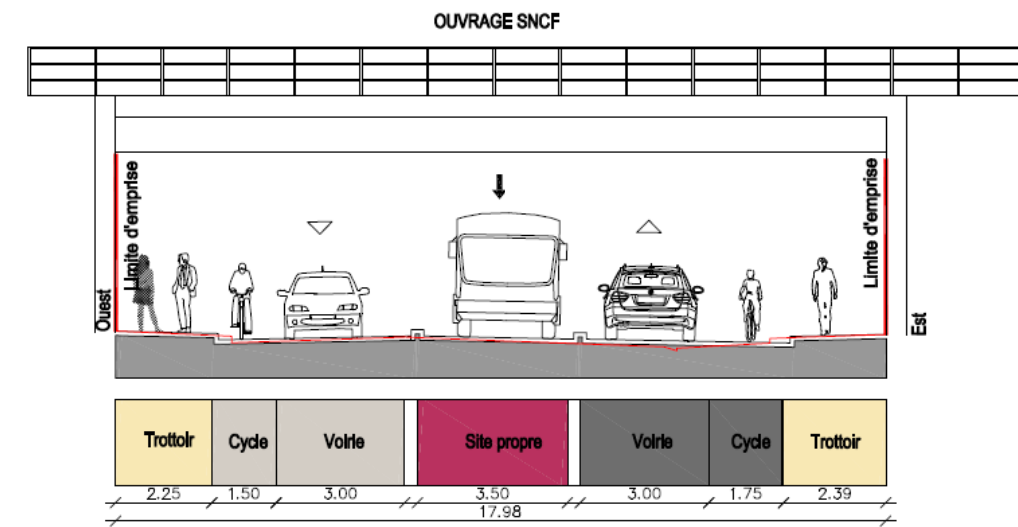 OUVRAGE SNCF
Limite d'emprise
Limite d'emprise
Ouest
Est
Trottoir Cycle Voirie Site propre Voirie Cycle Trottoir
2.25 1.50 3.00 3.50 3.00 1.75 2.39
17.98